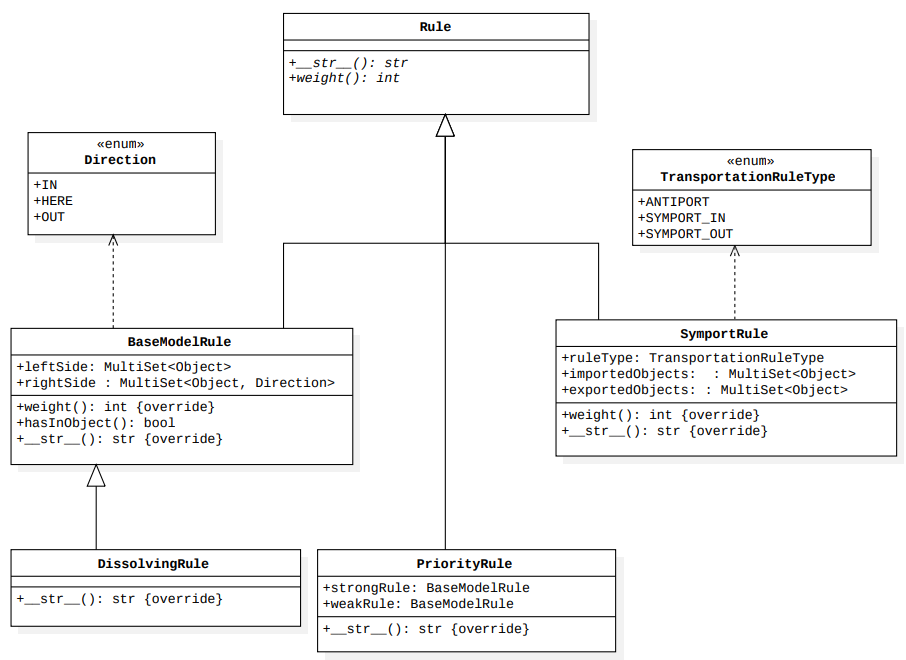 Rule
+__str__(): str
+weight(): int
«enum»
Direction
+IN
+HERE
+OUT
«enum»
TransportationRuleType
+ANTIPORT
+SYMPORT_IN
+SYMPORT_OUT
BaseModelRule
+leftSide: MultiSet<Object>
+rightSide : MultiSet<Object, Direction>
+weight(): int {override}
+hasInObject(): bool
+__str__(): str {override}
SymportRule
+ruleType: TransportationRuleType
+importedObjects:  : MultiSet<Object>
+exportedObjects: : MultiSet<Object>
+weight(): int {override}
+__str__(): str {override}
DissolvingRule
+__str__(): str {override}
PriorityRule
+strongRule: BaseModelRule
+weakRule: BaseModelRule
+__str__(): str {override}